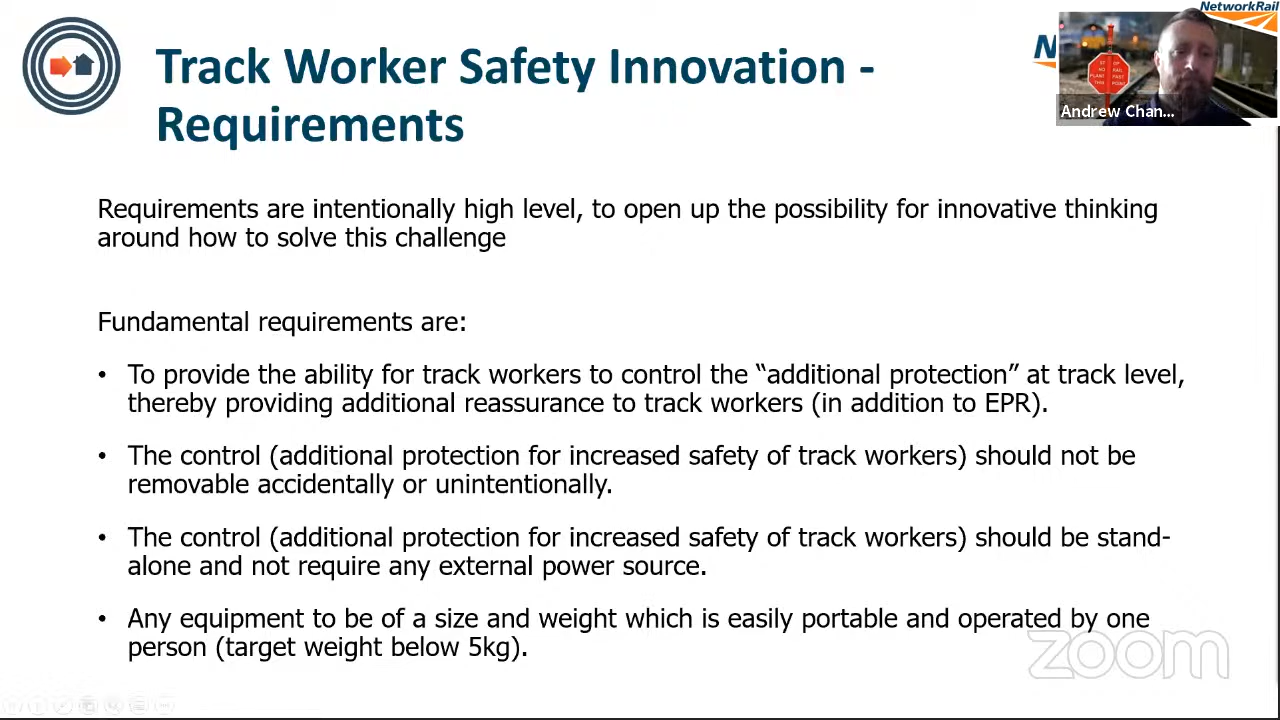 NetworkRail
Track Worker Safety Innovation -
Requirements
Andrew Chan...
Requirements are intentionally high level, to open up the possibility for innovative thinking
around how to solve this challenge
Fundamental requirements are:
• To provide the ability for track workers to control the “additional protection” at track level,
thereby providing additional reassurance to track workers (in addition to EPR).
• The control (additional protection for increased safety of track workers) should not be
removable accidentally or unintentionally.
• The control (additional protection for increased safety of track workers) should be stand-
alone and not require any external power source.
• Any equipment to be of a size and weight which is easily portable and operated by one
person (target weight below 5kg).
zoom